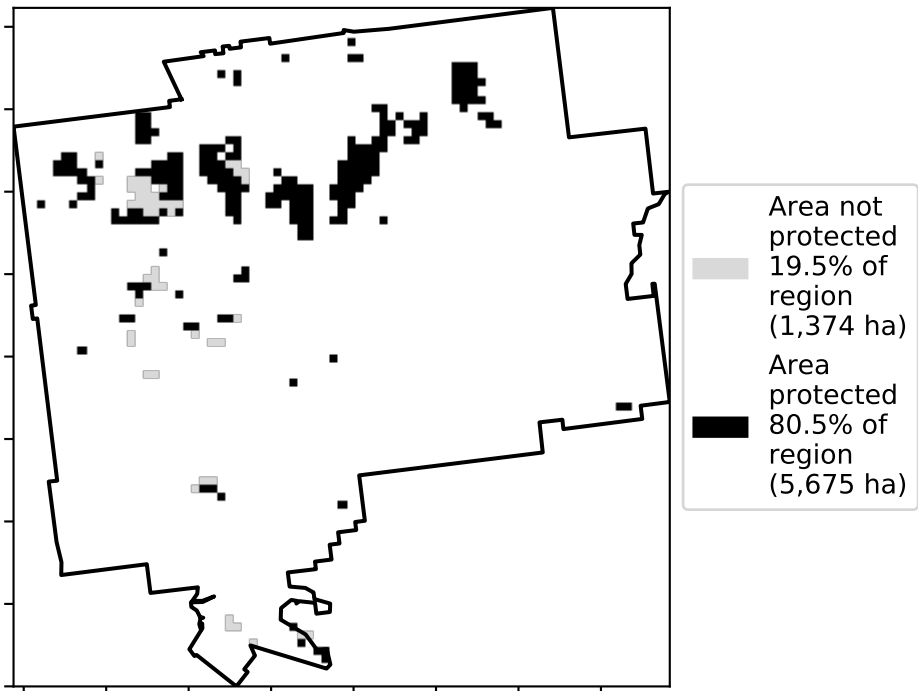 Area not
protected
19.5% of
region
(1,374 ha)
Area
protected
80.5% of
region
(5,675 ha)